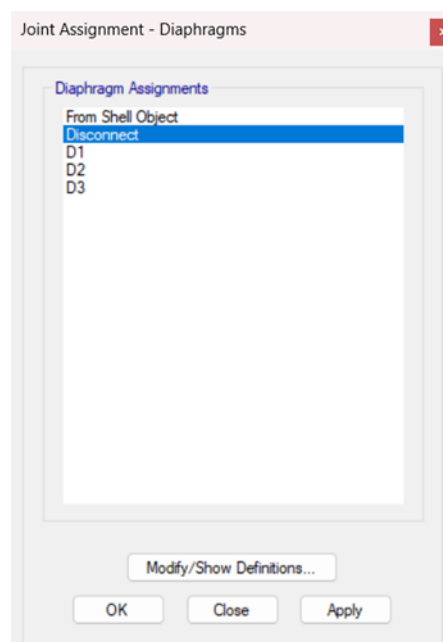 Joint Assignment - Diaphragms
Diaphragm Assignments
From Shell Object
Disconnect
D1
D2
D3
Modify/Show Definitions...
OK
Close
Apply